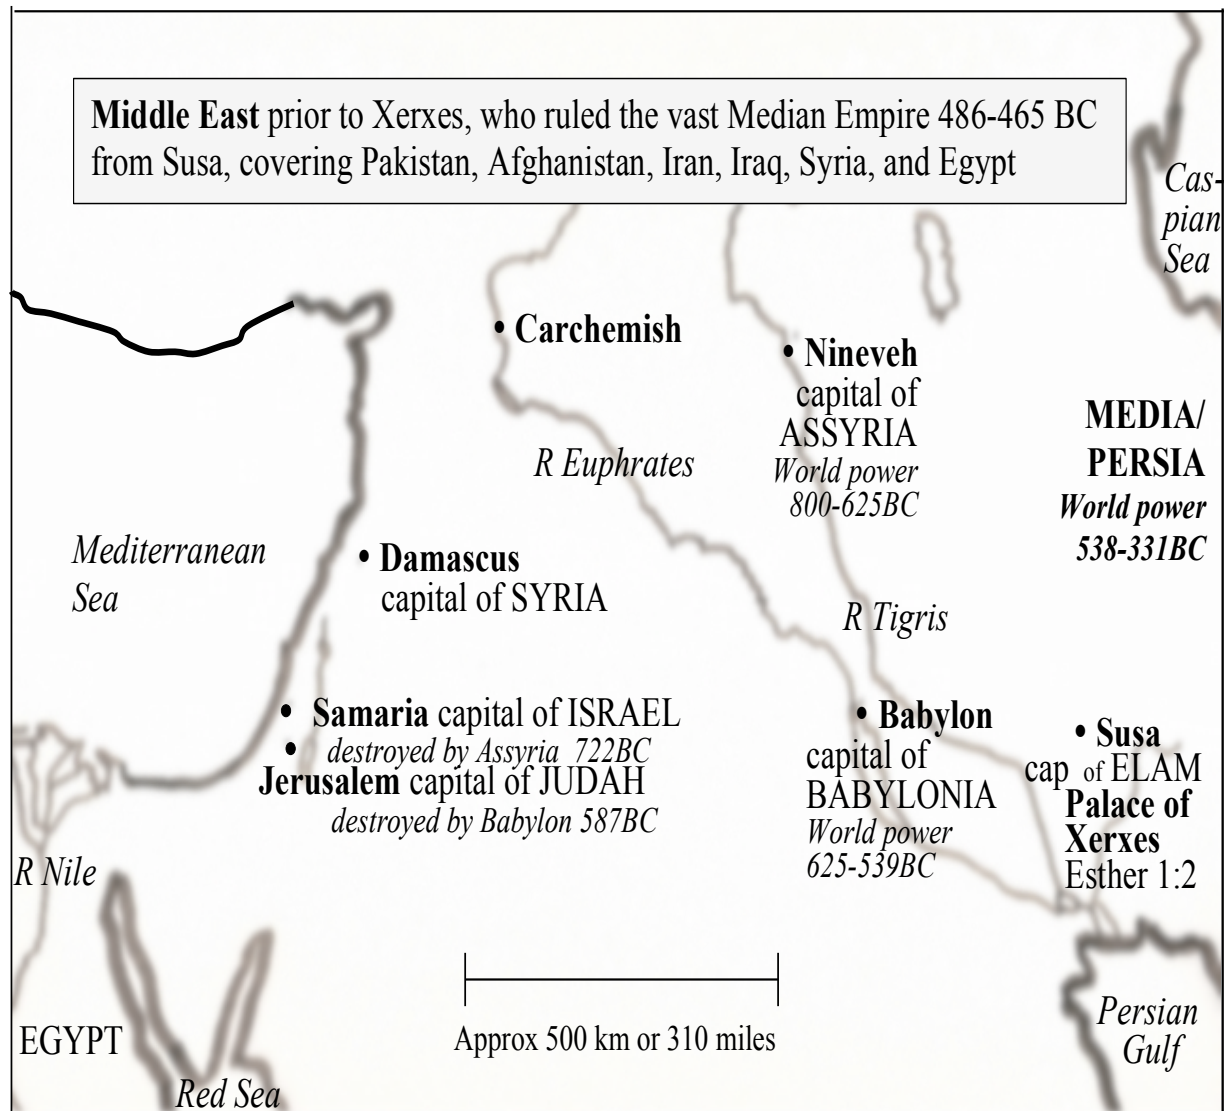 Middle East prior to Xerxes, who ruled the vast Median Empire 486-465 BC
from Susa, covering Pakistan, Afghanistan, Iran, Iraq, Syria, and Egypt
Cas-
pian
Sea
• Carchemish
• Nineveh
capital of
ASSYRIA
World power
800-625BC
MEDIA/
PERSIA
World power
538-331BC
R Euphrates
Mediterranean
Sea
• Damascus
capital of SYRIA
R Tigris
• Samaria capital of ISRAEL
• destroyed by Assyria 722BC
Jerusalem capital of JUDAH
destroyed by Babylon 587BC
• Babylon
capital of
BABYLONIA
World power
625-539BC
• Susa
cap of ELAM
Palace of
Xerxes
Esther 1:2
R Nile
EGYPT
Red Sea
Approx 500 km or 310 miles
Persian
Gulf